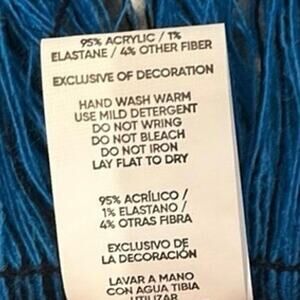 95% ACRYLIC / 1%
ELASTANE / 4% OTHER FIBER
EXCLUSIVE OF DECORATION
HAND WASH WARM
USE MILD DETERGENT
DO NOT WRING
DO NOT BLEACH
DO NOT IRON
LAY FLAT TO DRY
95% ACRÍLICO /
1% ELASTANO /
4% OTRAS FIBRA
EXCLUSIVO DE
LA DECORACIÓN
LAVAR A MANO
CON AGUA TIBIA
UTILIZAR